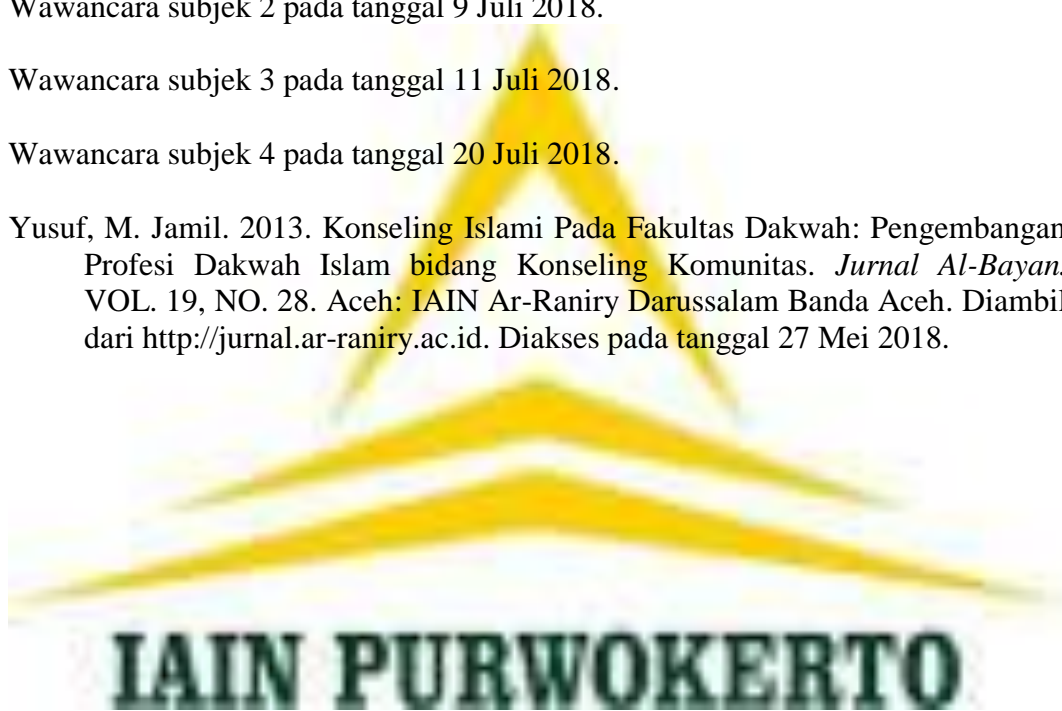 Wawancara subjek 2 pada tanggal 9 Juli 2018.
Wawancara subjek 3 pada tanggal 11 Juli 2018.
Wawancara subjek 4 pada tanggal 20 Juli 2018.
Yusuf, M. Jamil. 2013. Konseling Islami Pada Fakultas Dakwah: Pengembangan
Profesi Dakwah Islam bidang Konseling Komunitas. Jurnal Al-Bayan.
VOL. 19, NO. 28. Aceh: IAIN Ar-Raniry Darussalam Banda Aceh. Diambil
dari http://jurnal.ar-raniry.ac.id. Diakses pada tanggal 27 Mei 2018.
IAIN PURWOKERTO